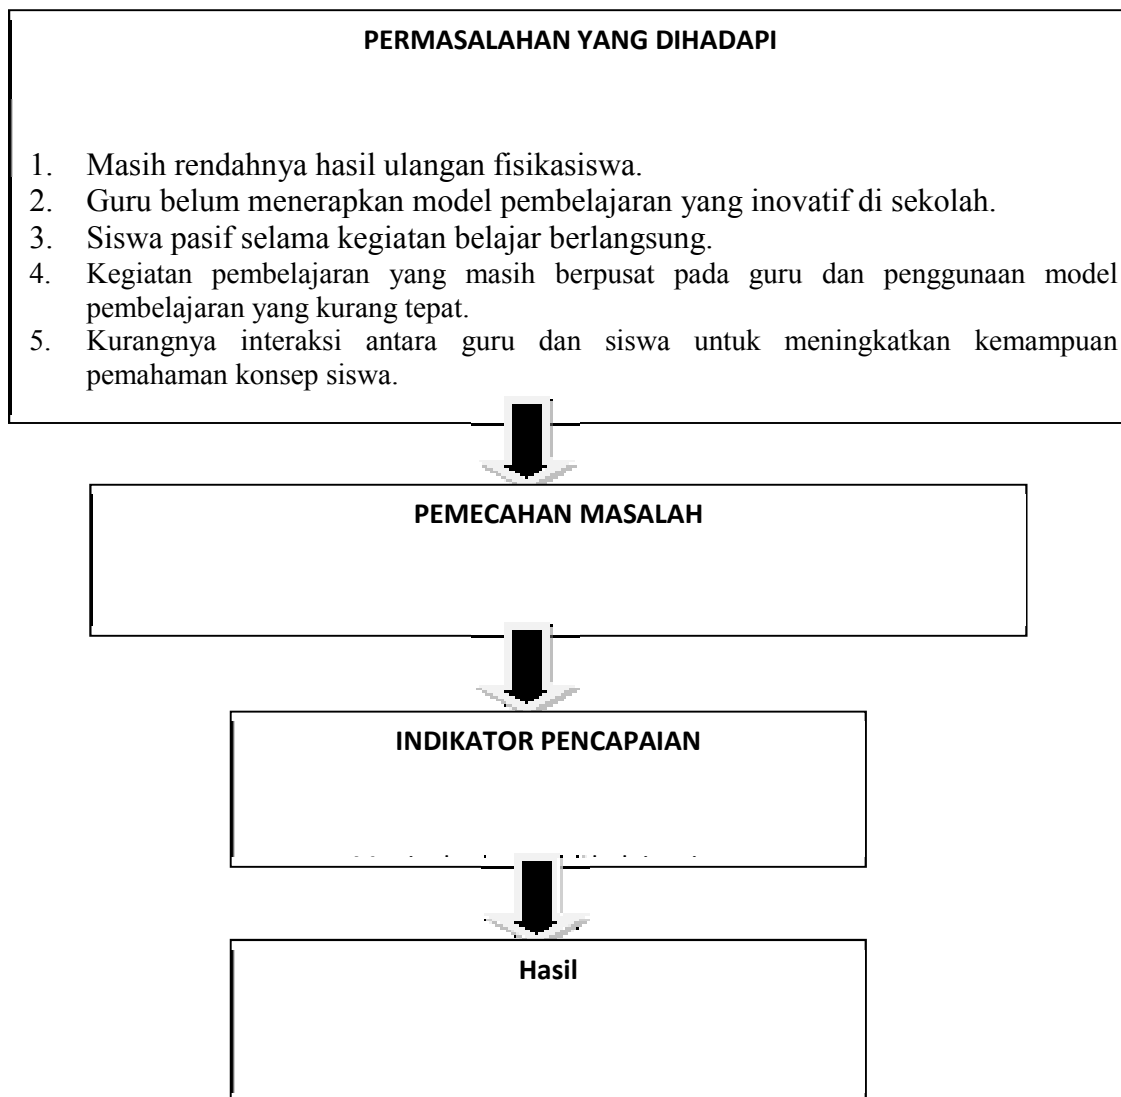 PERMASALAHAN YANG DIHADAPI
1. Masih rendahnya hasil ulangan fisikasiswa.
2. Guru belum menerapkan model pembelajaran yang inovatif di sekolah.
3. Siswa pasif selama kegiatan belajar berlangsung.
4. Kegiatan pembelajaran yang masih berpusat pada guru dan penggunaan model
pembelajaran yang kurang tepat.
5. Kurangnya interaksi antara guru dan siswa untuk meningkatkan kemampuan
pemahaman konsep siswa.
PEMECAHAN MASALAH
INDIKATOR PENCAPAIAN
Hasil